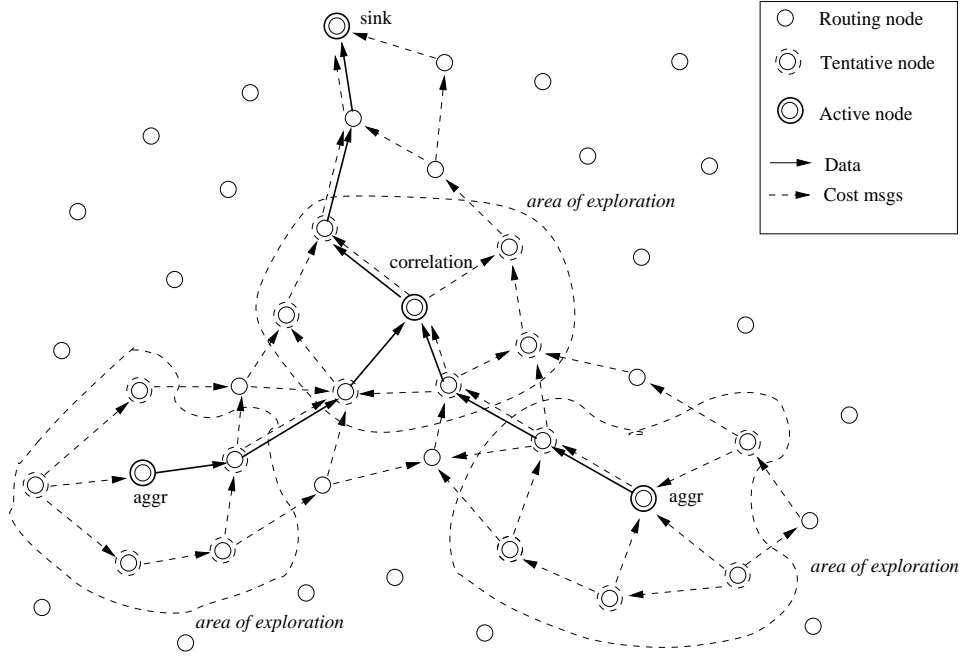 sink
Routing node
Tentative node
Active node
Data
Cost msgs
area of exploration
correlation
aggr
aggr
area of exploration
area of exploration